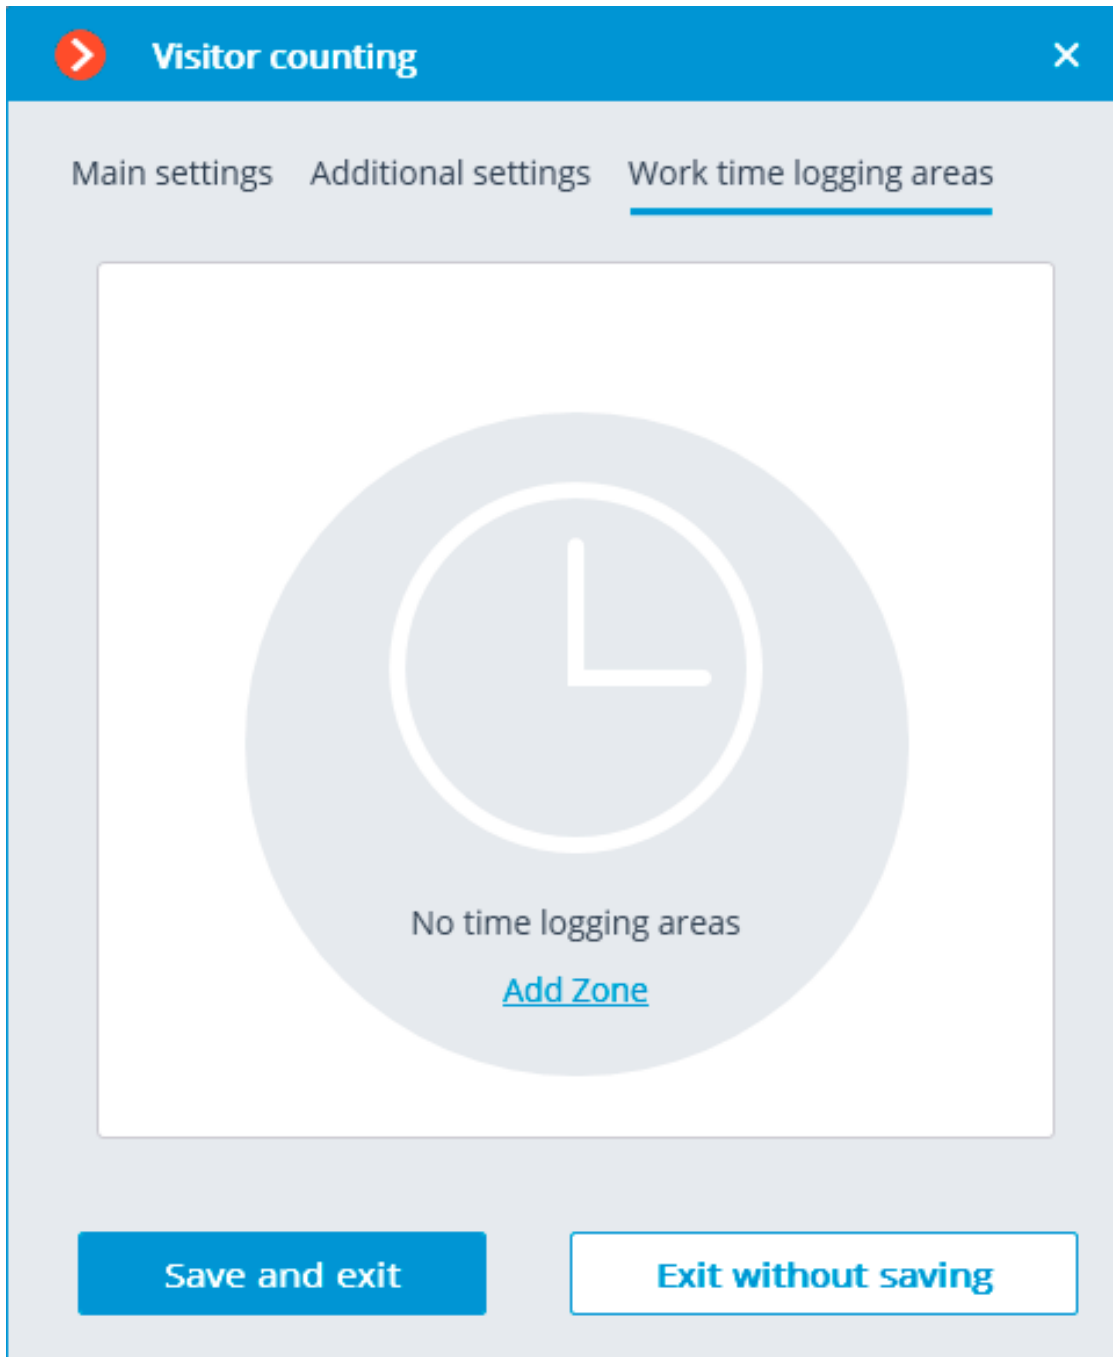 Visitor counting
Main settings Additional settings Work time logging areas
No time logging areas
Add Zone
Save and exit Exit without saving